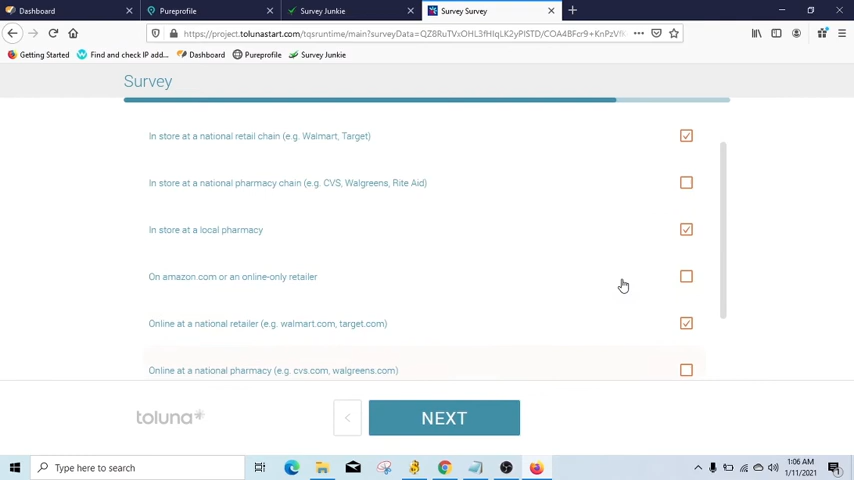 Dashboard
Pureprofile
Survey Junkie
Survey Survey
https://project.tolunastart.com/tqsruntime/main?surveyData=
Getting Started
Find and check IP add...
Dashboard
Pureprofile
Survey Junkie
Survey
In store at a national retail chain (e.g. Walmart, Target)
In store at a national pharmacy chain (e.g. CVS, Walgreens, Rite Aid)
In store at a local pharmacy
On amazon.com or an online-only retailer
Online at a national retailer (e.g. walmart.com, target.com)
Online at a national pharmacy (e.g. cvs.com, walgreens.com)
toluna*
<
NEXT
Type here to search
1:06 AM
1/11/2021